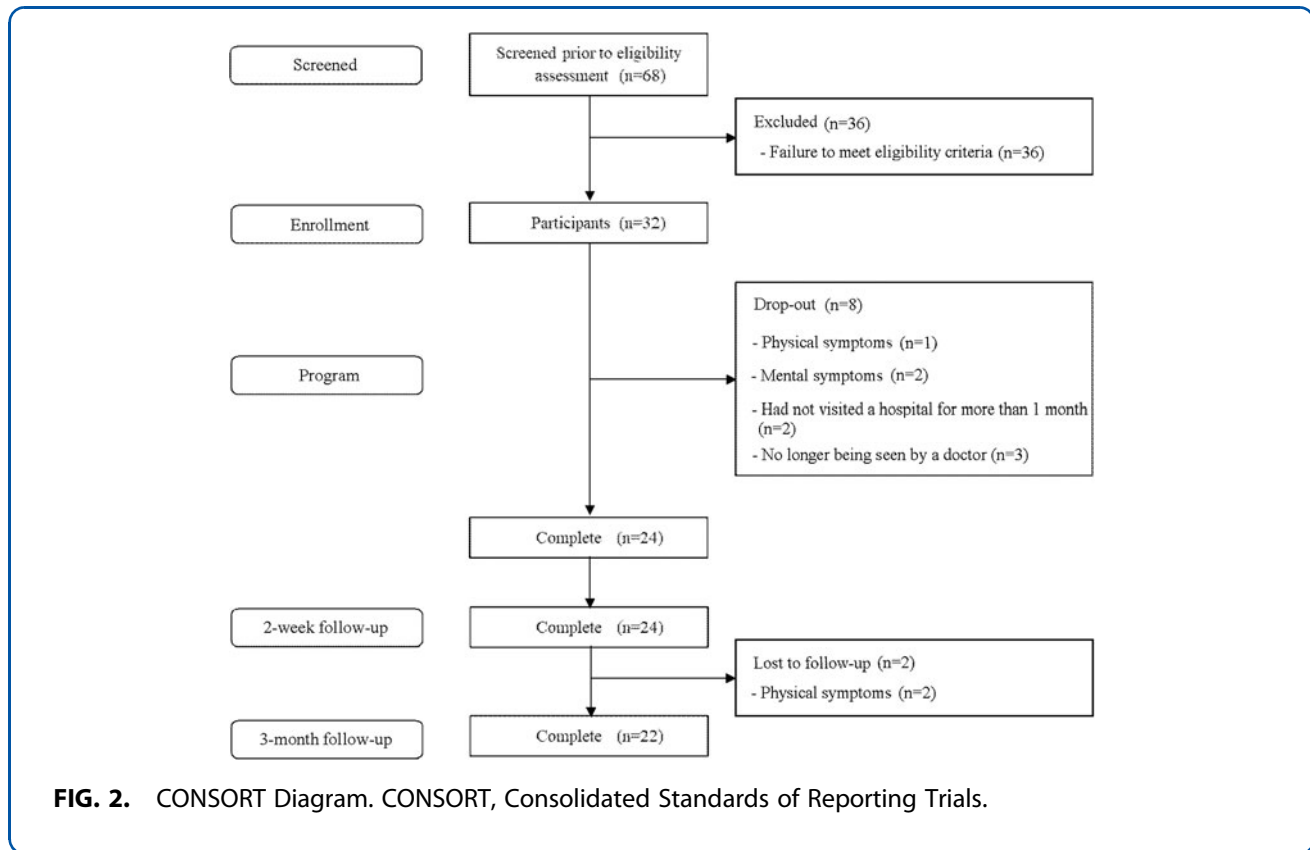 Screened
Screened prior to eligibility
assessment (n=68)
Excluded (n=36)
- Failure to meet eligibility criteria (n=36)
Enrollment
Participants (n=32)
Drop-out (n=8)
- Physical symptoms (n=1)
Program
- Mental symptoms (n=2)
- Had not visited a hospital for more than 1 month
(n=2)
- No longer being seen by a doctor (n=3)
Complete (n=24)
2-week follow-up
Complete (n=24)
Lost to follow-up (n=2)
- Physical symptoms (n=2)
3-month follow-up
Complete (n=22)
FIG. 2. CONSORT Diagram. CONSORT, Consolidated Standards of Reporting Trials.